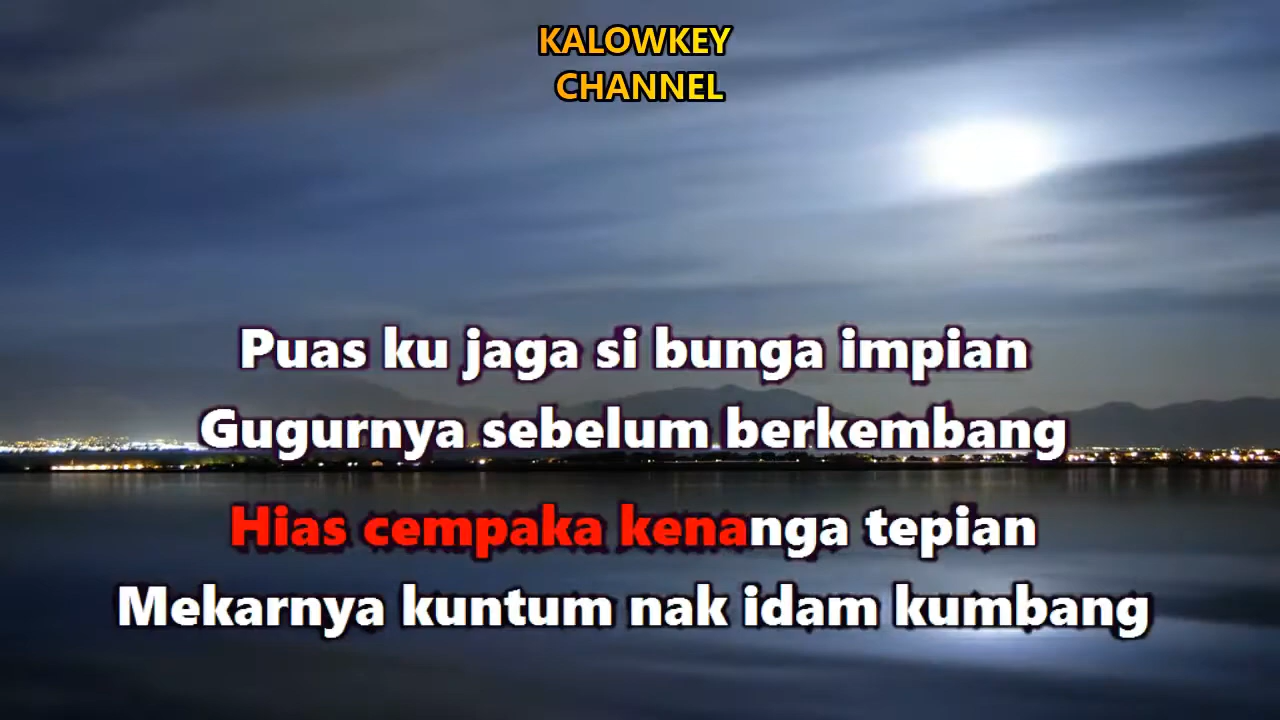 KALOWKEY
CHANNEL
Puas ku jaga si bunga impian
Gugurnya sebelum berkembang
Hias cempaka kenanga tepian
Mekarnya kuntum nak idam kumbang